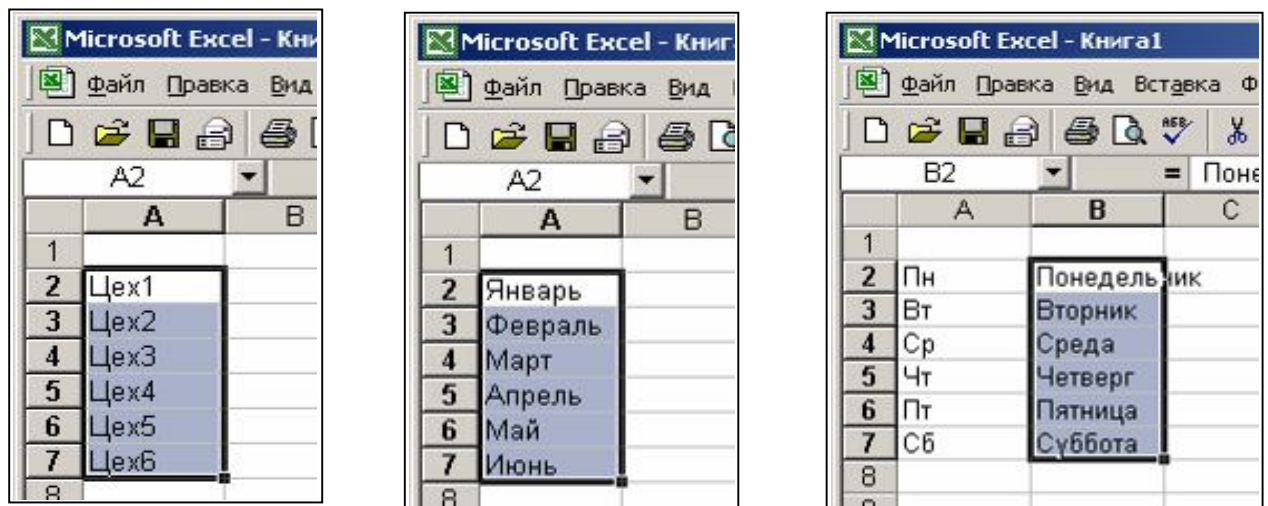 Microsoft Excel - Кни
Файл Правка Вид
A2
A B
1
2 Цех1
3 Цех2
4 Цех3
5 Цех4
6 Цех5
7 Цех6
8
Microsoft Excel - Книг
Файл Правка Вид
A2
A B
1
2 Январь
3 Февраль
4 Март
5 Апрель
6 Май
7 Июнь
8
Microsoft Excel - Книга1
Файл Правка Вид Вставка Ф
B2 = Поне
A B C
1
2 Пн Понедельник
3 Вт Вторник
4 Ср Среда
5 Чт Четверг
6 Пт Пятница
7 Сб Суббота
8